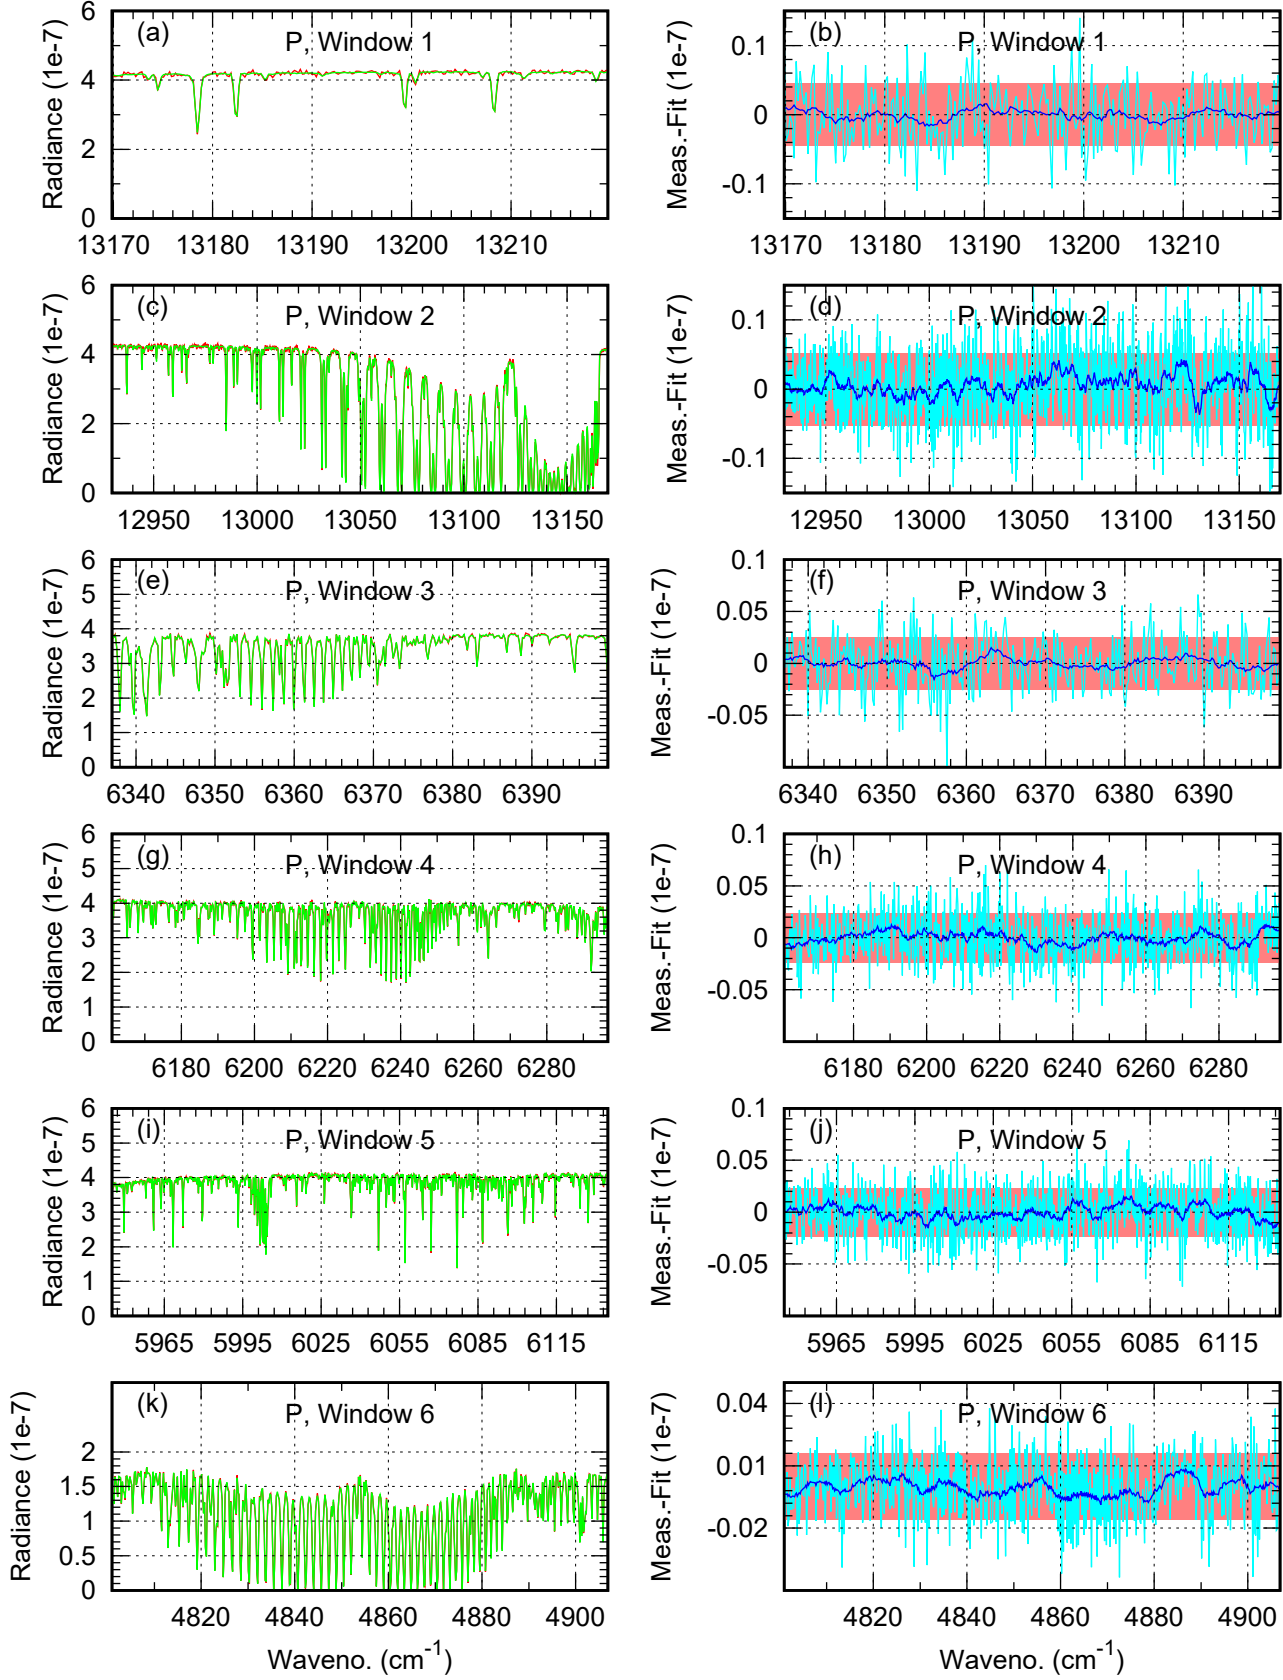 (a) P, Window 1
Radiance (1e-7)
6
4
2
0
13170 13180 13190 13200 13210
(b) P, Window 1
Meas.-Fit (1e-7)
0.1
0
-0.1
13170 13180 13190 13200 13210
(c) P, Window 2
Radiance (1e-7)
6
4
2
0
12950 13000 13050 13100 13150
(d) P, Window 2
Meas.-Fit (1e-7)
0.1
0
-0.1
12950 13000 13050 13100 13150
(e) P, Window 3
Radiance (1e-7)
6
5
4
3
2
1
0
6340 6350 6360 6370 6380 6390
(f) P, Window 3
Meas.-Fit (1e-7)
0.1
0.05
0
-0.05
6340 6350 6360 6370 6380 6390
(g) P, Window 4
Radiance (1e-7)
6
5
4
3
2
1
0
6180 6200 6220 6240 6260 6280
(h) P, Window 4
Meas.-Fit (1e-7)
0.1
0.05
0
-0.05
6180 6200 6220 6240 6260 6280
(i) P, Window 5
Radiance (1e-7)
6
5
4
3
2
1
0
5965 5995 6025 6055 6085 6115
(j) P, Window 5
Meas.-Fit (1e-7)
0.1
0.05
0
-0.05
5965 5995 6025 6055 6085 6115
(k) P, Window 6
Radiance (1e-7)
2
1.5
1
0.5
0
4820 4840 4860 4880 4900
Waveno. (cm⁻¹)
(l) P, Window 6
Meas.-Fit (1e-7)
0.04
0.01
-0.02
4820 4840 4860 4880 4900
Waveno. (cm⁻¹)